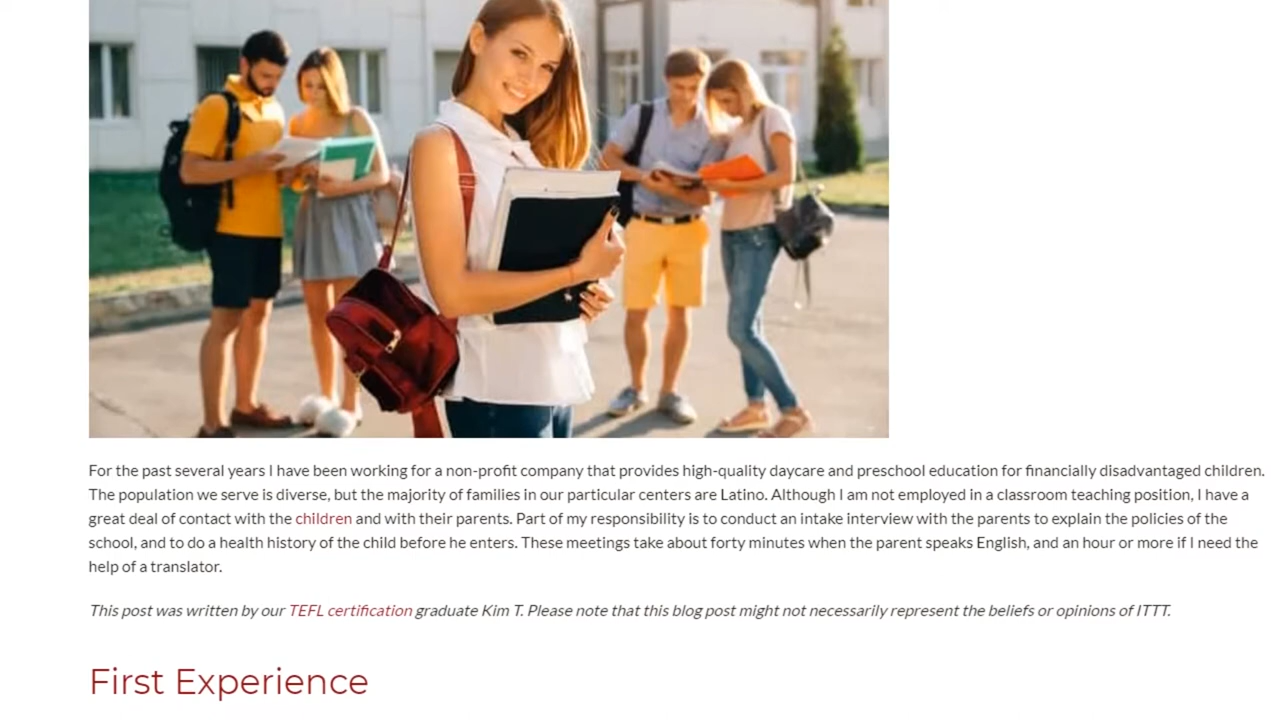 For the past several years I have been working for a non-profit company that provides high-quality daycare and preschool education for financially disadvantaged children.
The population we serve is diverse, but the majority of families in our particular centers are Latino. Although I am not employed in a classroom teaching position, I have a
great deal of contact with the children and with their parents. Part of my responsibility is to conduct an intake interview with the parents to explain the policies of the
school, and to do a health history of the child before he enters. These meetings take about forty minutes when the parent speaks English, and an hour or more if I need the
help of a translator.
This post was written by our TEFL certification graduate Kim T. Please note that this blog post might not necessarily represent the beliefs or opinions of ITTT.
First Experience